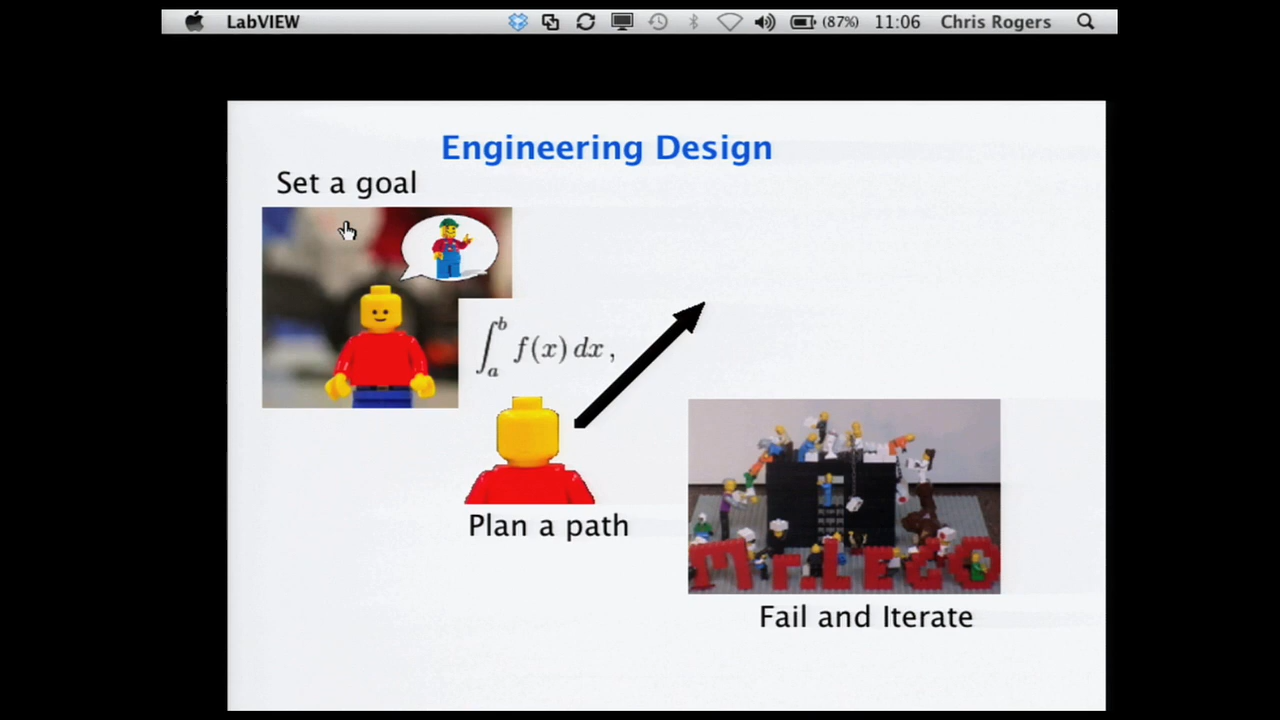 LabVIEW
(87%) 11:06 Chris Rogers
Engineering Design
Set a goal
∫_a^b f(x) dx ,
Plan a path
Mr.LEGO
Fail and Iterate